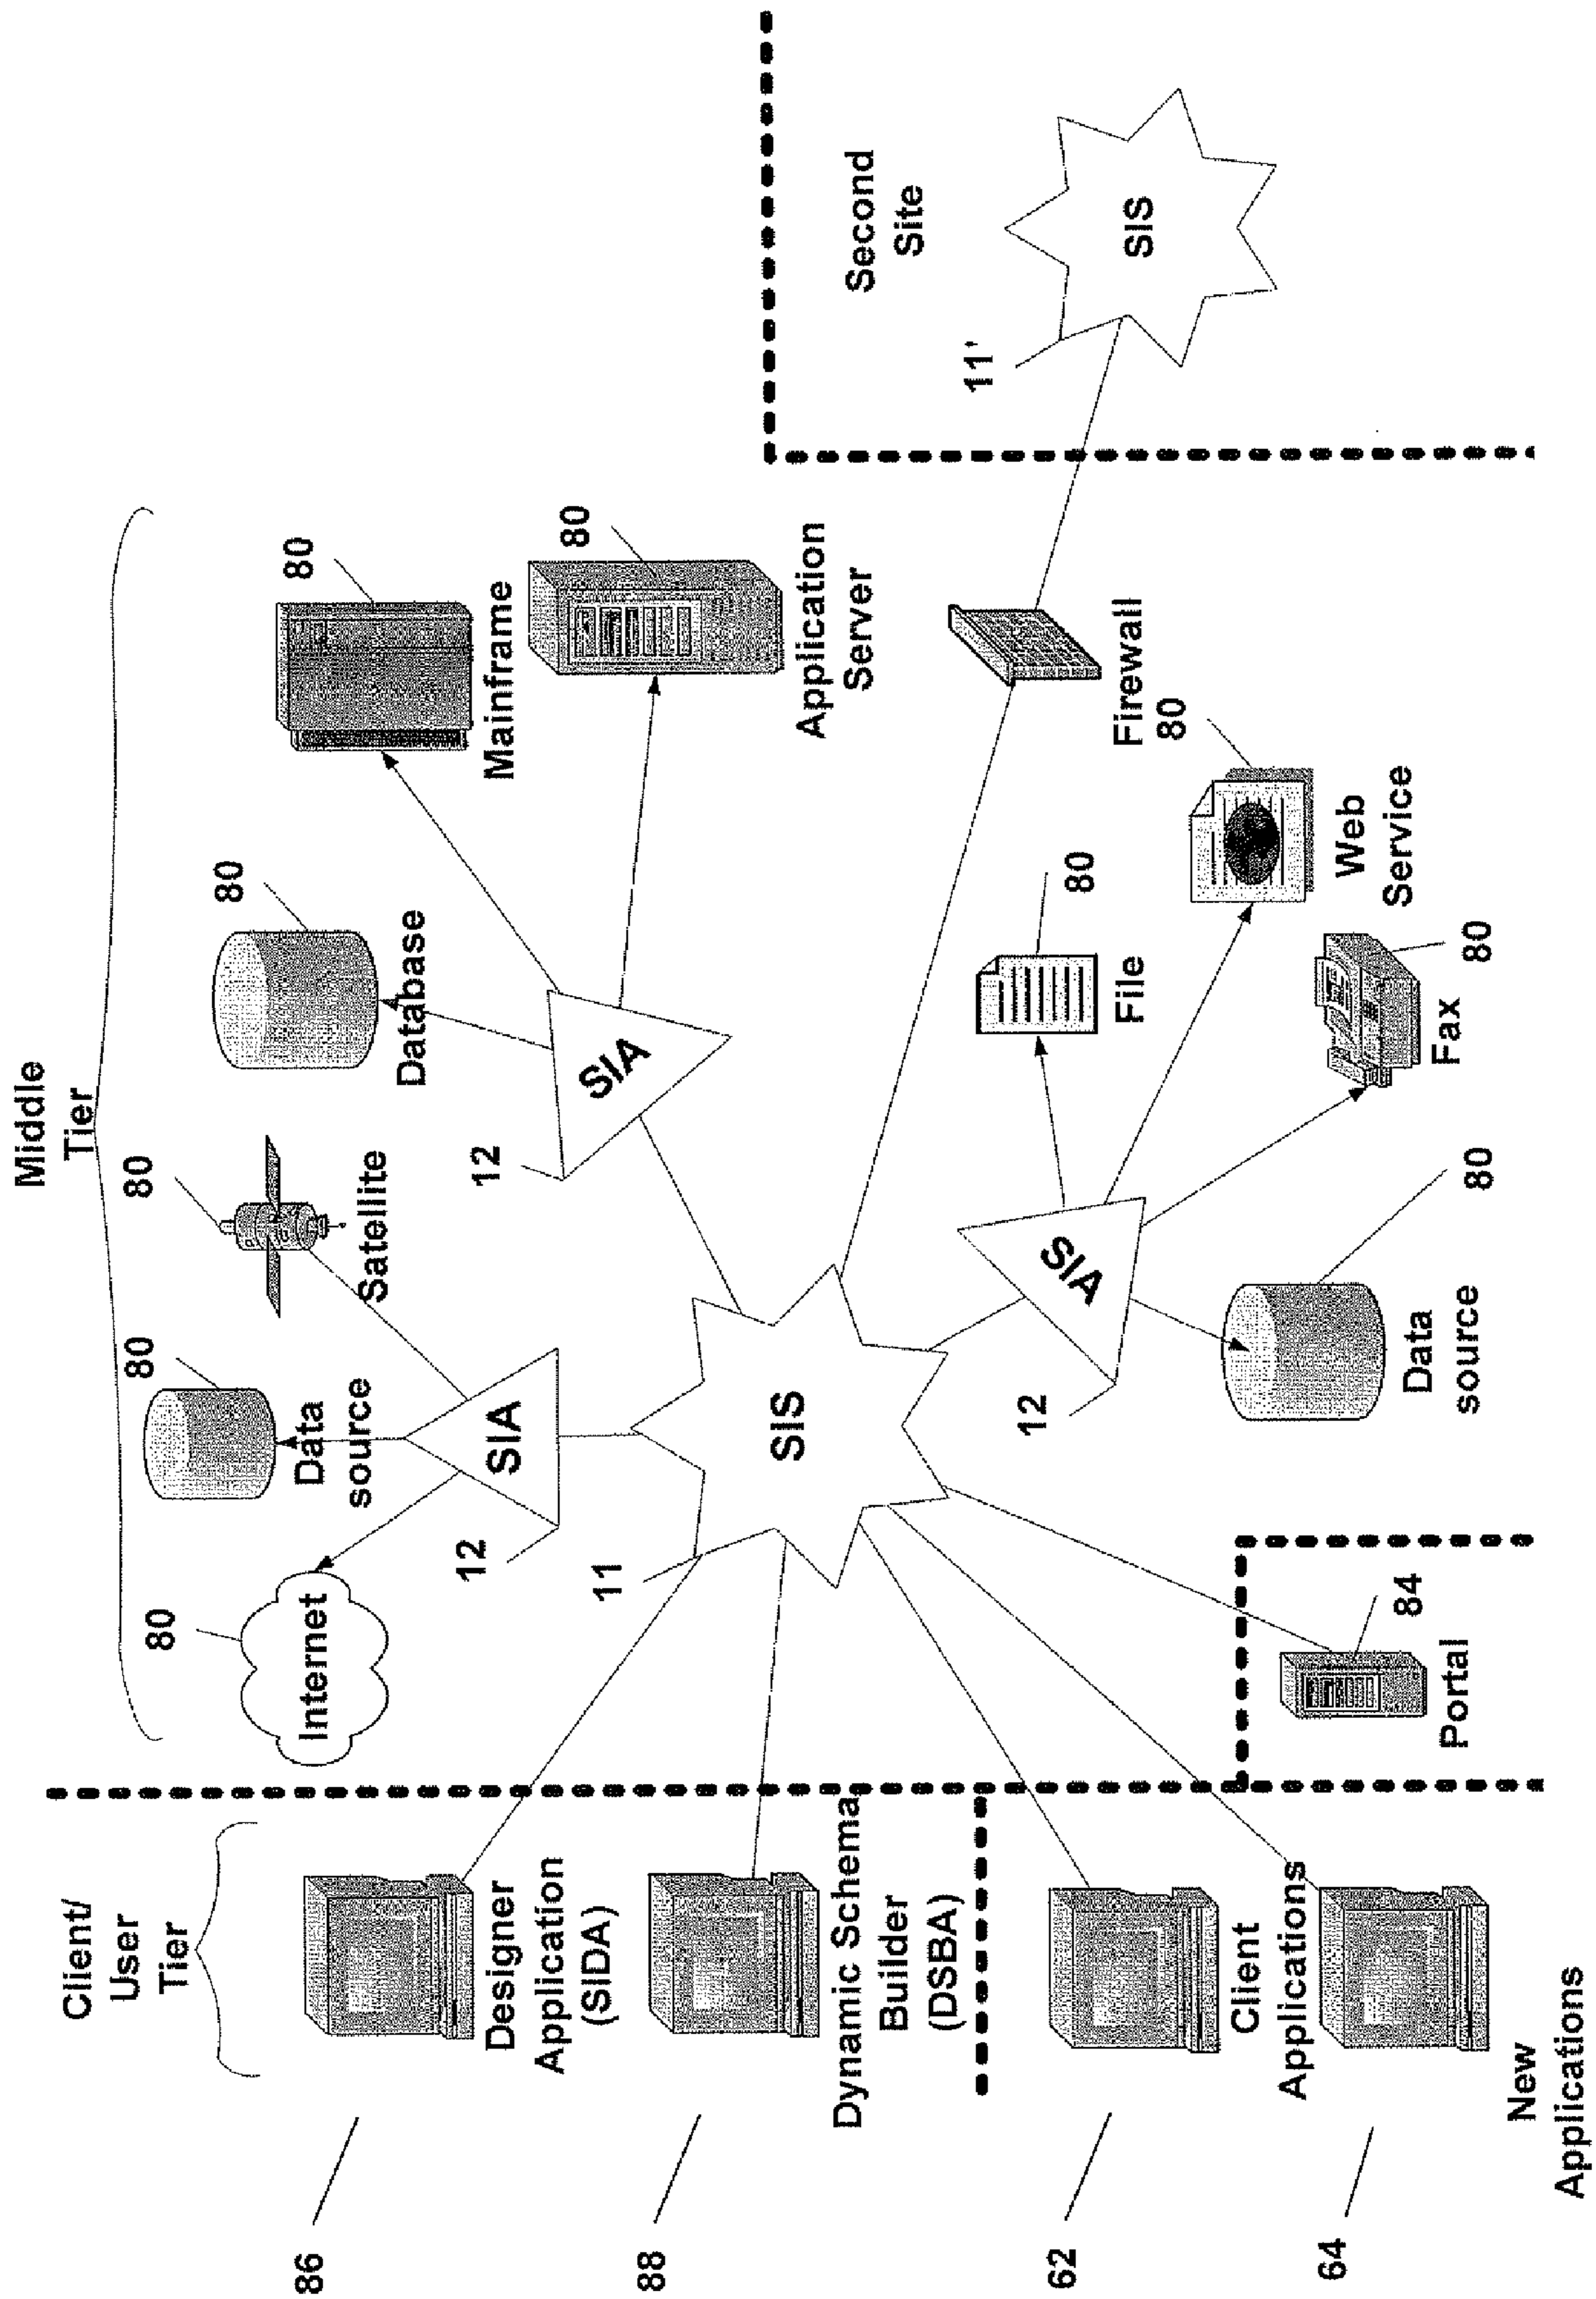 Client/
User
Tier
Middle
Tier
86
Designer
Application
(SIDA)
88
Dynamic Schema
Builder
(DSBA)
62
Client
Applications
64
New
Applications
80
Internet
80
Data
source
80
Satellite
80
Database
80
Mainframe
80
Application
Server
12
SIA
12
SIA
11
SIS
12
SIA
80
File
Firewall
80
Web
Service
80
Fax
80
Data
source
84
Portal
Second
Site
11'
SIS